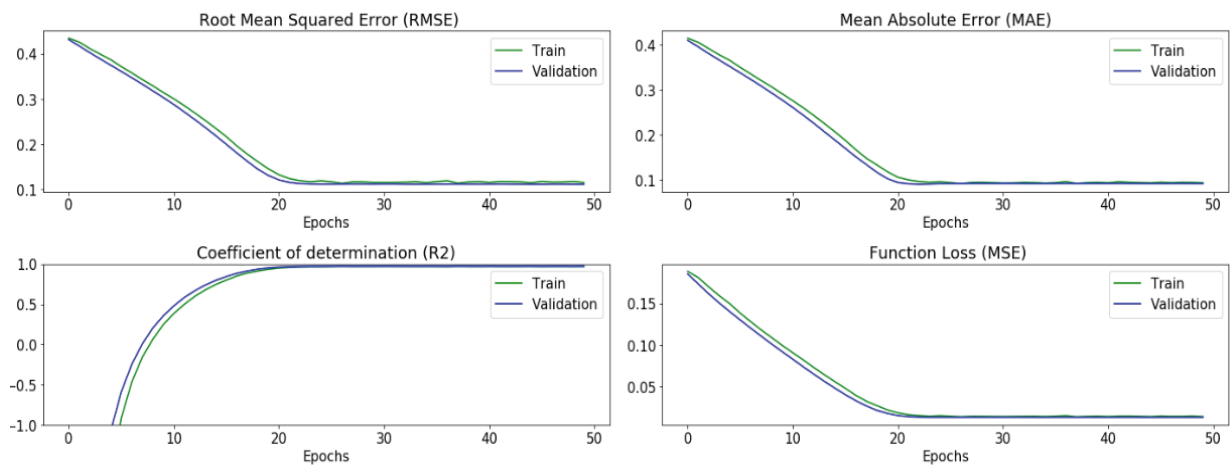 Root Mean Squared Error (RMSE)
0.4
0.3
0.2
0.1
Train
Validation
0 10 20 30 40 50
Epochs
Mean Absolute Error (MAE)
0.4
0.3
0.2
0.1
Train
Validation
0 10 20 30 40 50
Epochs
Coefficient of determination (R2)
1.0
0.5
0.0
−0.5
−1.0
Train
Validation
0 10 20 30 40 50
Epochs
Function Loss (MSE)
0.15
0.10
0.05
Train
Validation
0 10 20 30 40 50
Epochs